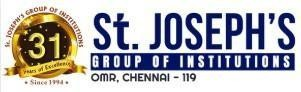 St. JOSEPH'S GROUP OF INSTITUTIONS
31
Years of Excellence
• Since 1994 •
St. JOSEPH'S
GROUP OF INSTITUTIONS
OMR, CHENNAI - 119